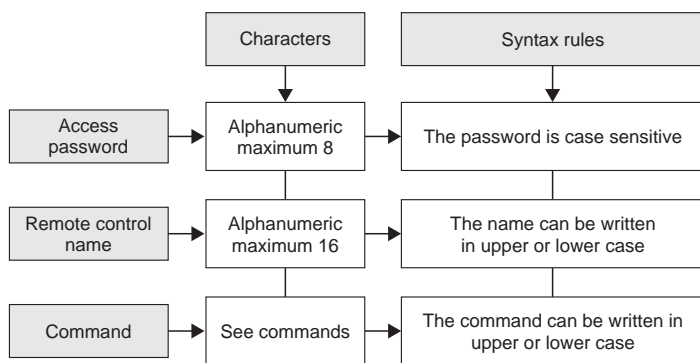 Characters
Syntax rules
Access
password
Alphanumeric
maximum 8
The password is case sensitive
Remote control
name
Alphanumeric
maximum 16
The name can be written
in upper or lower case
Command
See commands
The command can be written in
upper or lower case